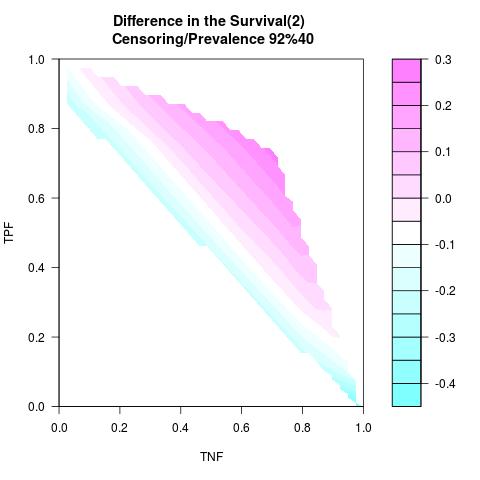 Difference in the Survival(2)
Censoring/Prevalence 92%40
1.0
0.8
0.6
0.4
0.2
0.0
TPF
0.0 0.2 0.4 0.6 0.8 1.0
TNF
0.3
0.2
0.1
0.0
-0.1
-0.2
-0.3
-0.4